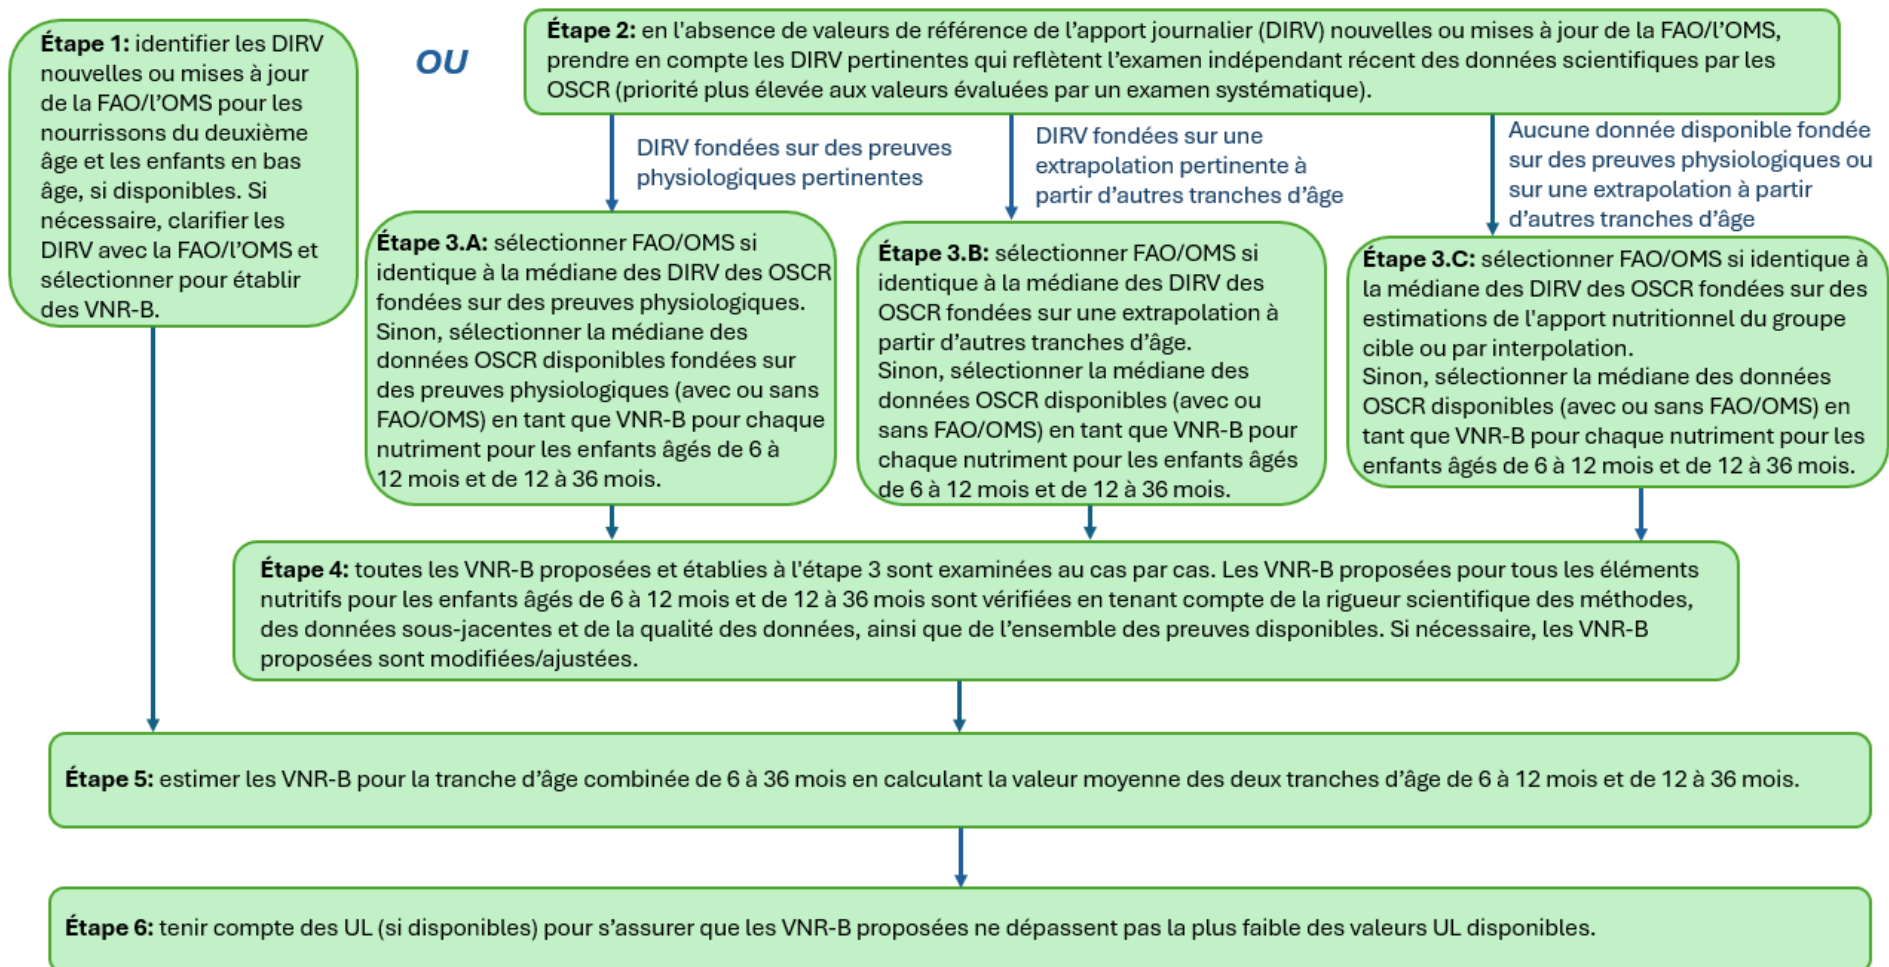 Étape 1: identifier les DIRV
nouvelles ou mises à jour
de la FAO/l’OMS pour les
nourrissons du deuxième
âge et les enfants en bas
âge, si disponibles. Si
nécessaire, clarifier les
DIRV avec la FAO/l’OMS et
sélectionner pour établir
des VNR-B.
OU
Étape 2: en l'absence de valeurs de référence de l’apport journalier (DIRV) nouvelles ou mises à jour de la FAO/l’OMS,
prendre en compte les DIRV pertinentes qui reflètent l’examen indépendant récent des données scientifiques par les
OSCR (priorité plus élevée aux valeurs évaluées par un examen systématique).
DIRV fondées sur des preuves
physiologiques pertinentes
DIRV fondées sur une
extrapolation pertinente à
partir d’autres tranches d’âge
Aucune donnée disponible fondée
sur des preuves physiologiques ou
sur une extrapolation à partir
d’autres tranches d’âge
Étape 3.A: sélectionner FAO/OMS si
identique à la médiane des DIRV des OSCR
fondées sur des preuves physiologiques.
Sinon, sélectionner la médiane des
données OSCR disponibles fondées sur
des preuves physiologiques (avec ou sans
FAO/OMS) en tant que VNR-B pour chaque
nutriment pour les enfants âgés de 6 à
12 mois et de 12 à 36 mois.
Étape 3.B: sélectionner FAO/OMS si
identique à la médiane des DIRV des
OSCR fondées sur une extrapolation à
partir d’autres tranches d’âge.
Sinon, sélectionner la médiane des
données OSCR disponibles (avec ou
sans FAO/OMS) en tant que VNR-B pour
chaque nutriment pour les enfants âgés
de 6 à 12 mois et de 12 à 36 mois.
Étape 3.C: sélectionner FAO/OMS si identique à
la médiane des DIRV des OSCR fondées sur des
estimations de l'apport nutritionnel du groupe
cible ou par interpolation.
Sinon, sélectionner la médiane des données
OSCR disponibles (avec ou sans FAO/OMS) en
tant que VNR-B pour chaque nutriment pour les
enfants âgés de 6 à 12 mois et de 12 à 36 mois.
Étape 4: toutes les VNR-B proposées et établies à l'étape 3 sont examinées au cas par cas. Les VNR-B proposées pour tous les éléments
nutritifs pour les enfants âgés de 6 à 12 mois et de 12 à 36 mois sont vérifiées en tenant compte de la rigueur scientifique des méthodes,
des données sous-jacentes et de la qualité des données, ainsi que de l’ensemble des preuves disponibles. Si nécessaire, les VNR-B
proposées sont modifiées/ajustées.
Étape 5: estimer les VNR-B pour la tranche d’âge combinée de 6 à 36 mois en calculant la valeur moyenne des deux tranches d’âge de 6 à 12 mois et de 12 à 36 mois.
Étape 6: tenir compte des UL (si disponibles) pour s’assurer que les VNR-B proposées ne dépassent pas la plus faible des valeurs UL disponibles.